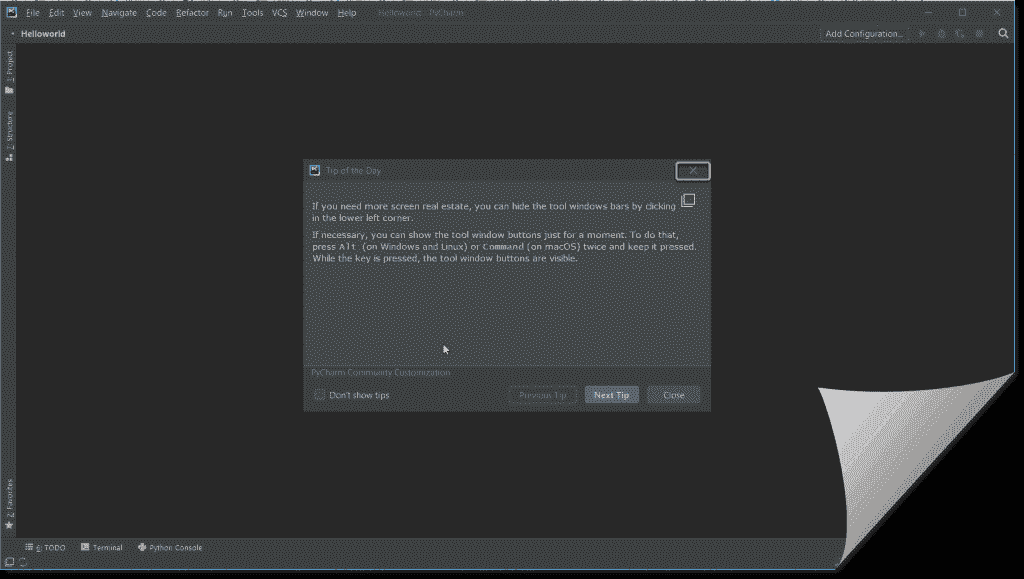 File Edit View Navigate Code Refactor Run Tools VCS Window Help Helloworld - PyCharm
Helloworld
Add Configuration...
1: Project
7: Structure
Tip of the Day
If you need more screen real estate, you can hide the tool windows bars by clicking
in the lower left corner.
If necessary, you can show the tool window buttons just for a moment. To do that,
press Alt (on Windows and Linux) or Command (on macOS) twice and keep it pressed.
While the key is pressed, the tool window buttons are visible.
PyCharm Community Customization
Don't show tips
Previous Tip Next Tip Close
2: Favorites
6: TODO Terminal Python Console